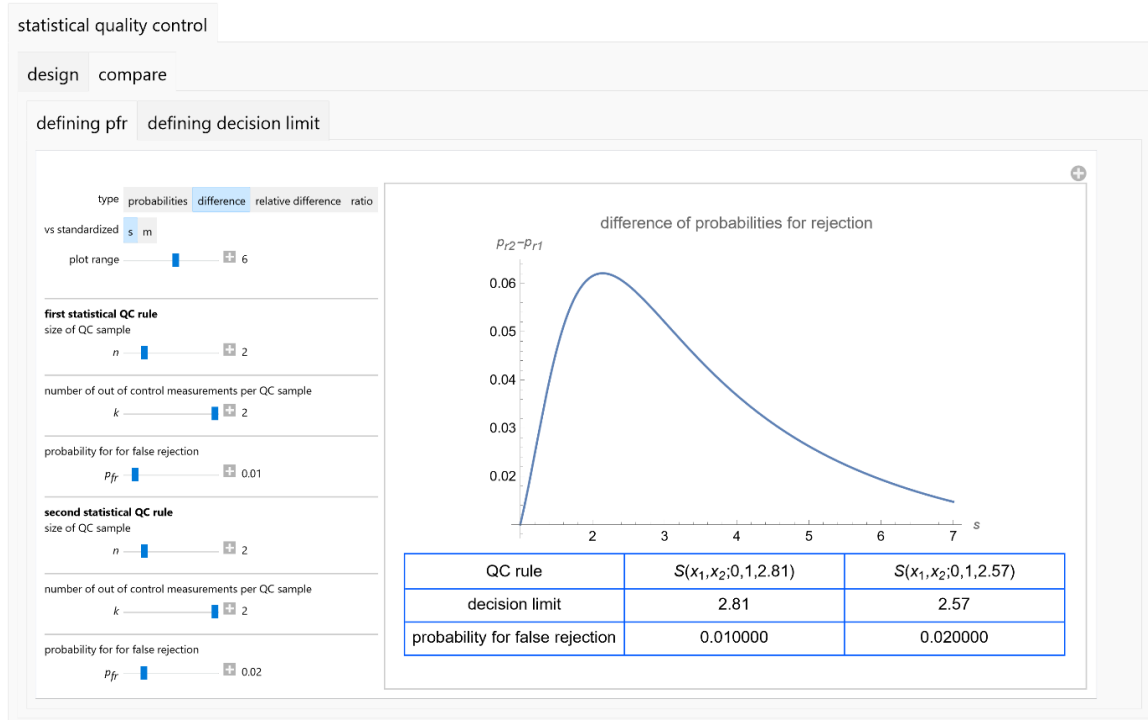 statistical quality control
design compare
defining pfr defining decision limit
type probabilities difference relative difference ratio
vs standardized s m
plot range 6
first statistical QC rule
size of QC sample
n 2
number of out of control measurements per QC sample
k 2
probability for for false rejection
pfr 0.01
second statistical QC rule
size of QC sample
n 2
number of out of control measurements per QC sample
k 2
probability for for false rejection
pfr 0.02
difference of probabilities for rejection
pr2-pr1
0.06
0.05
0.04
0.03
0.02
2 3 4 5 6 7 s
QC rule S(x1,x2;0,1,2.81) S(x1,x2;0,1,2.57)
decision limit 2.81 2.57
probability for false rejection 0.010000 0.020000